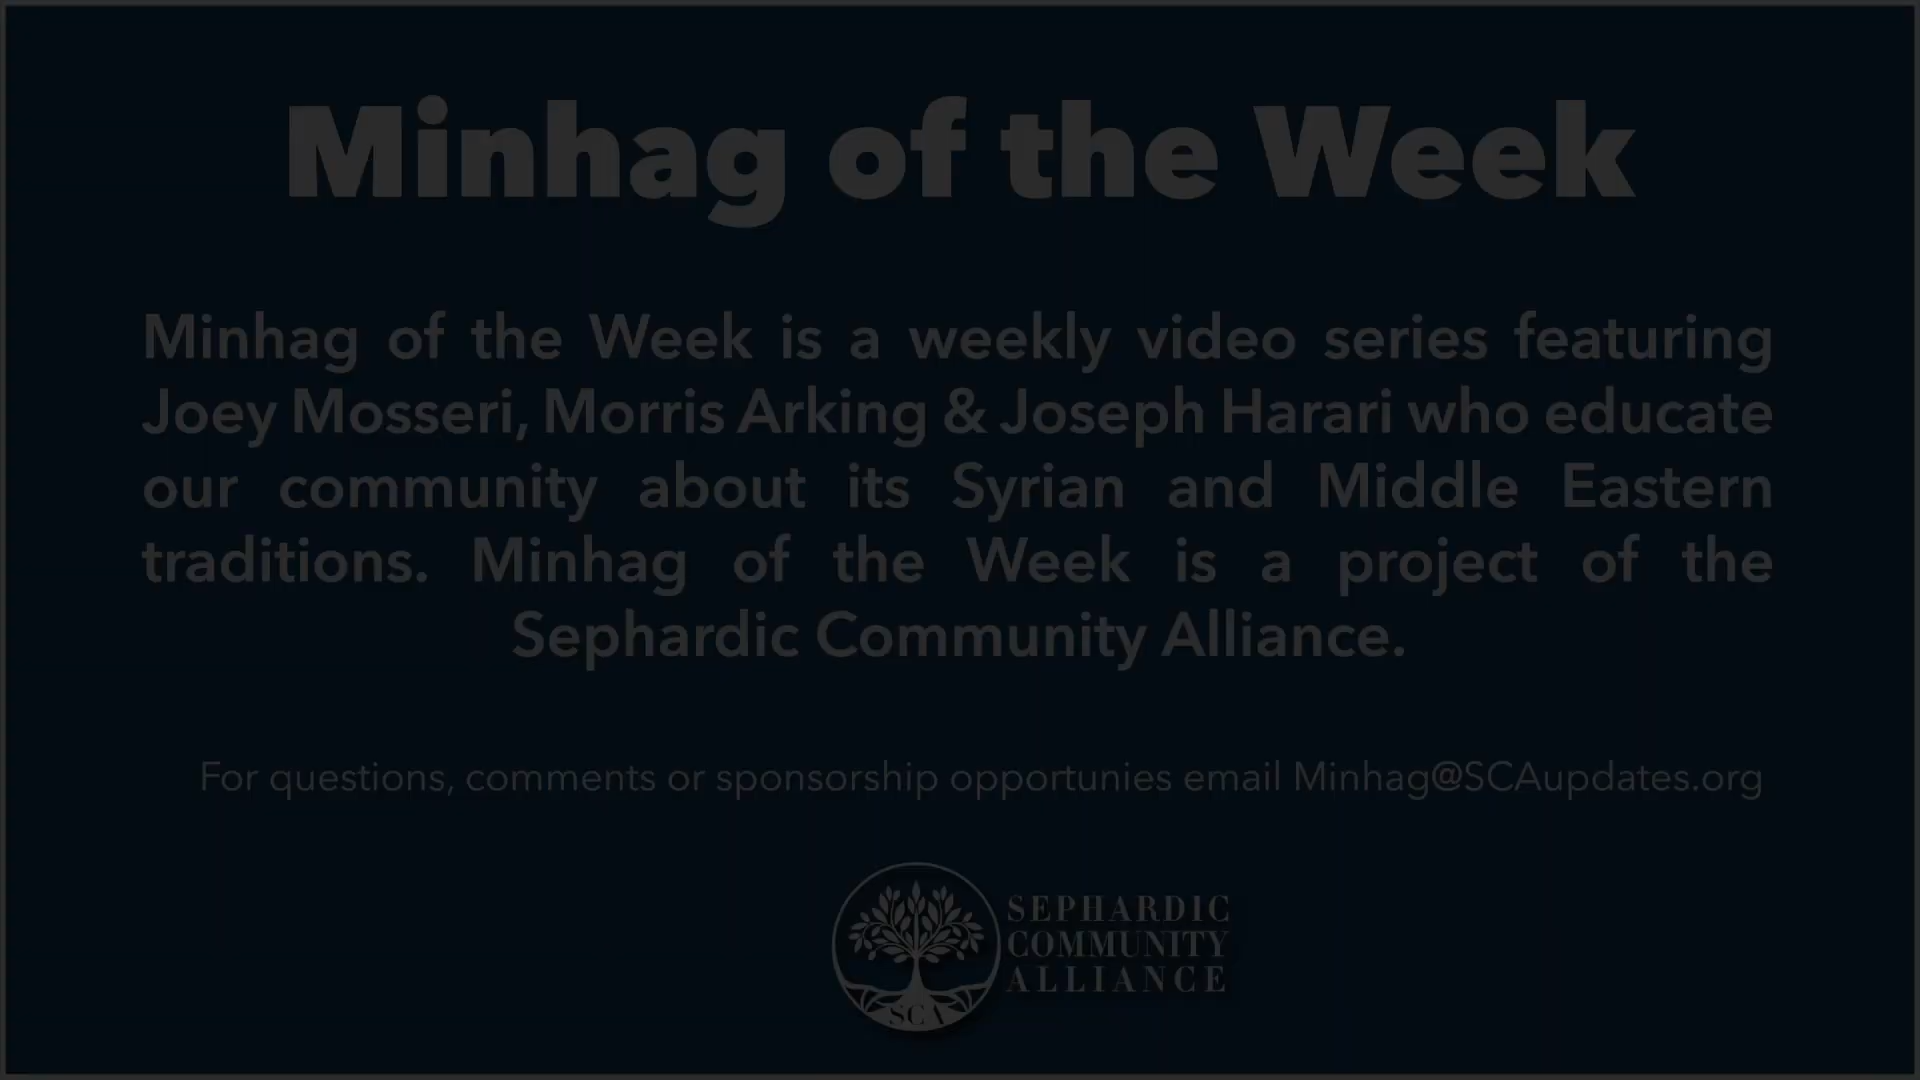 Minhag of the Week
Minhag of the Week is a weekly video series featuring
Joey Mosseri, Morris Arking & Joseph Harari who educate
our community about its Syrian and Middle Eastern
traditions. Minhag of the Week is a project of the
Sephardic Community Alliance.
For questions, comments or sponsorship opportunies email Minhag@SCAupdates.org
SEPHARDIC
COMMUNITY
ALLIANCE
SCA